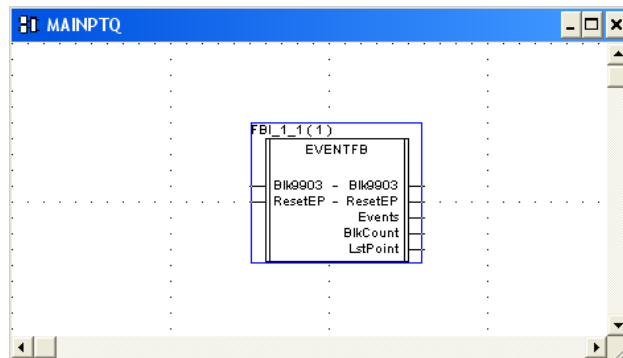 MAINPTQ
FBI_1_1(1)
EVENTFB
Blk9903 - Blk9903
ResetEP - ResetEP
Events
BlkCount
LstPoint